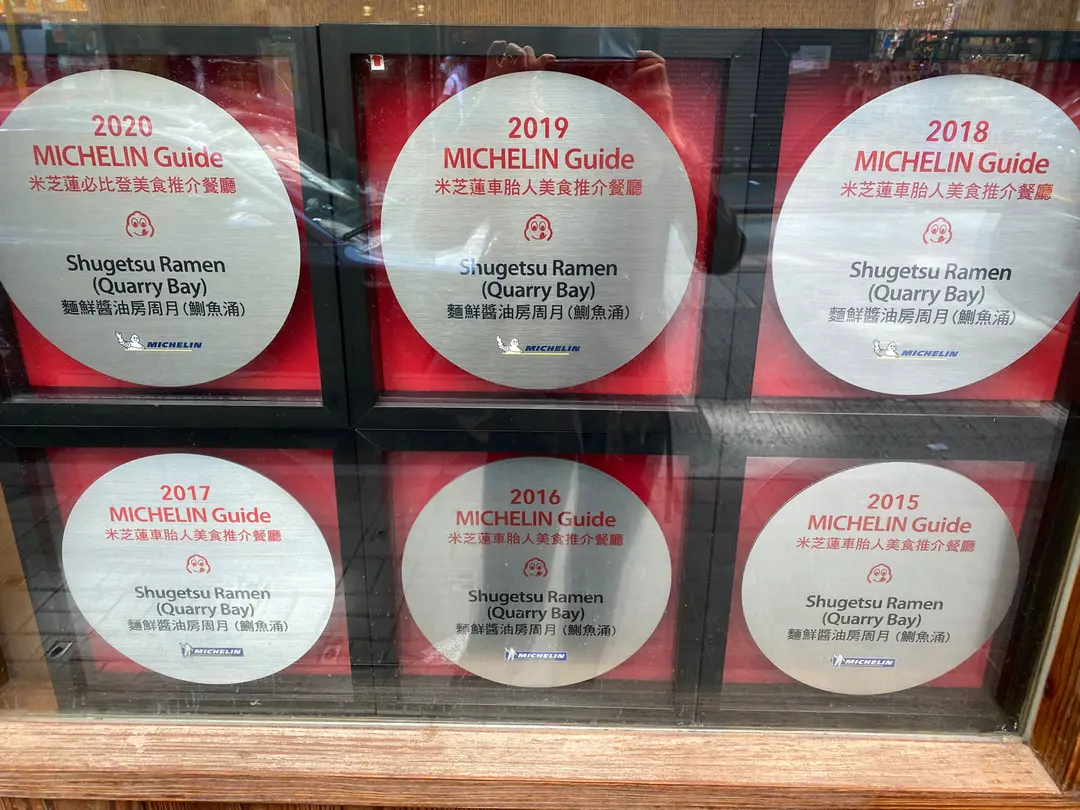 2020
MICHELIN Guide
米芝蓮必比登美食推介餐廳
Shugetsu Ramen
(Quarry Bay)
麵鮮醬油房周月(鰂魚涌)
MICHELIN
2019
MICHELIN Guide
米芝蓮車胎人美食推介餐廳
Shugetsu Ramen
(Quarry Bay)
麵鮮醬油房周月(鰂魚涌)
MICHELIN
2018
MICHELIN Guide
米芝蓮車胎人美食推介餐廳
Shugetsu Ramen
(Quarry Bay)
麵鮮醬油房周月(鰂魚涌)
MICHELIN
2017
MICHELIN Guide
米芝蓮車胎人美食推介餐廳
Shugetsu Ramen
(Quarry Bay)
麵鮮醬油房周月(鰂魚涌)
MICHELIN
2016
MICHELIN Guide
米芝蓮車胎人美食推介餐廳
Shugetsu Ramen
(Quarry Bay)
麵鮮醬油房周月(鰂魚涌)
MICHELIN
2015
MICHELIN Guide
米芝蓮車胎人美食推介餐廳
Shugetsu Ramen
(Quarry Bay)
麵鮮醬油房周月(鰂魚涌)
MICHELIN